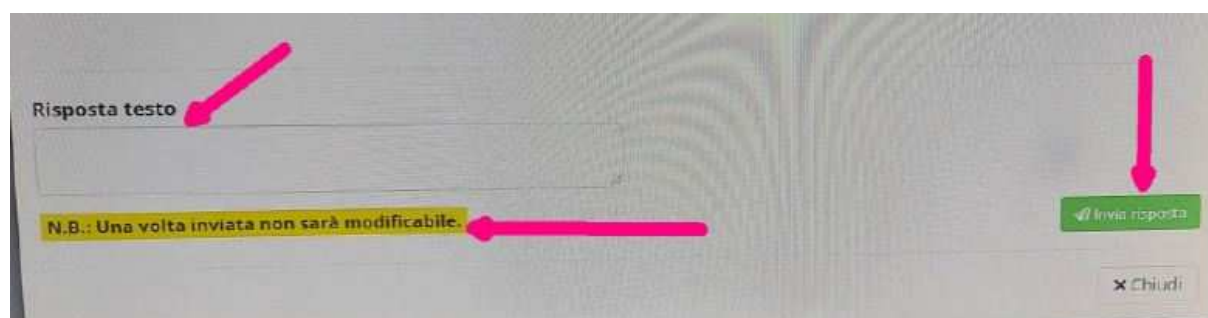 Risposta testo
N.B.: Una volta inviata non sarà modificabile.
Invia risposta
Chiudi